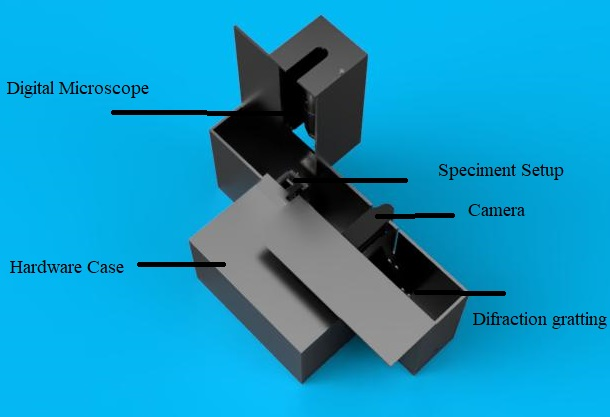 Digital Microscope
Speciment Setup
Camera
Hardware Case
Difraction gratting